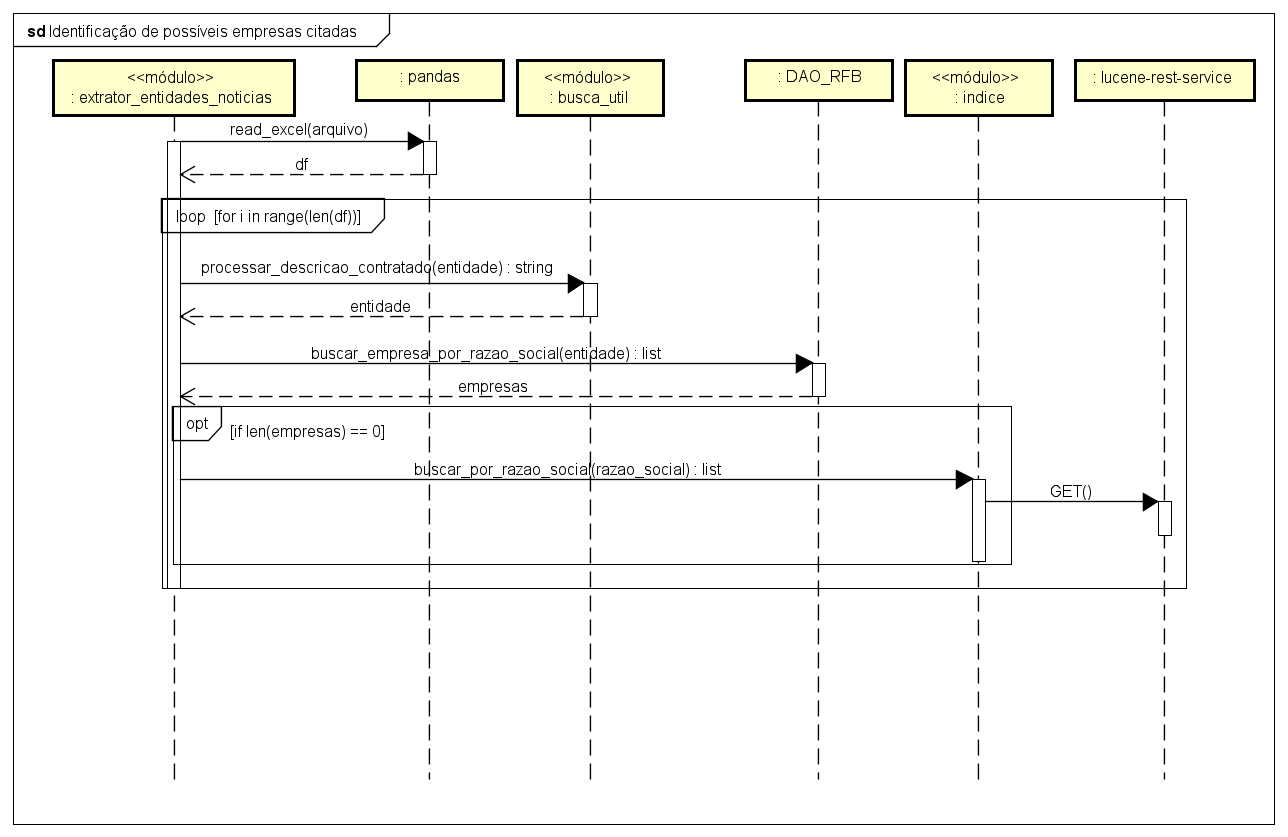 sd Identificação de possíveis empresas citadas
<<módulo>>
: extrator_entidades_noticias
: pandas
<<módulo>>
: busca_util
: DAO_RFB
<<módulo>>
: indice
: lucene-rest-service
read_excel(arquivo)
df
loop [for i in range(len(df))]
processar_descricao_contratado(entidade) : string
entidade
buscar_empresa_por_razao_social(entidade) : list
empresas
opt
[if len(empresas) == 0]
buscar_por_razao_social(razao_social) : list
GET()